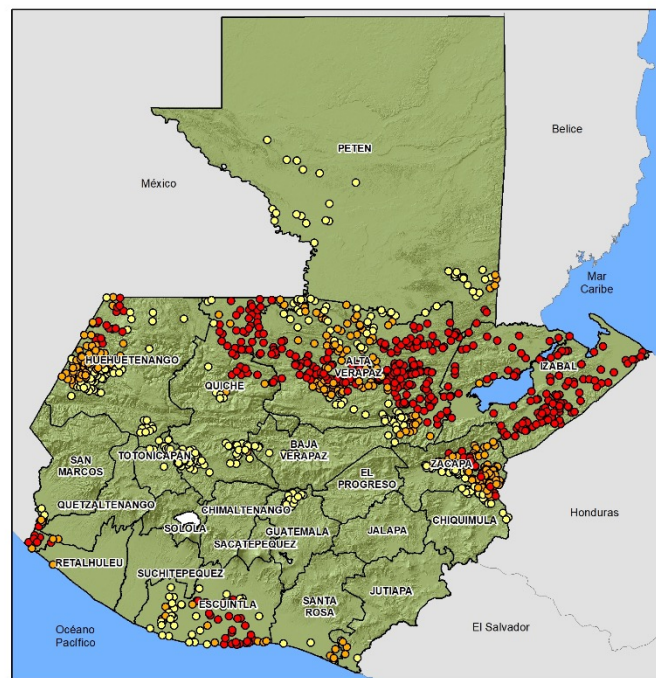 Belice
PETEN
México
Mar
Caribe
HUEHUETENANGO
ALTA
VERAPAZ
IZABAL
QUICHE
BAJA
VERAPAZ
ZACAPA
SAN
MARCOS
TOTONICAPÁN
EL
PROGRESO
QUETZALTENANGO
CHIMALTENANGO
SOLOLA
GUATEMALA
SACATEPEQUEZ
JALAPA
CHIQUIMULA
Honduras
RETALHULEU
SUCHITEPEQUEZ
ESCUINTLA
SANTA
ROSA
JUTIAPA
El Salvador
Océano
Pacífico